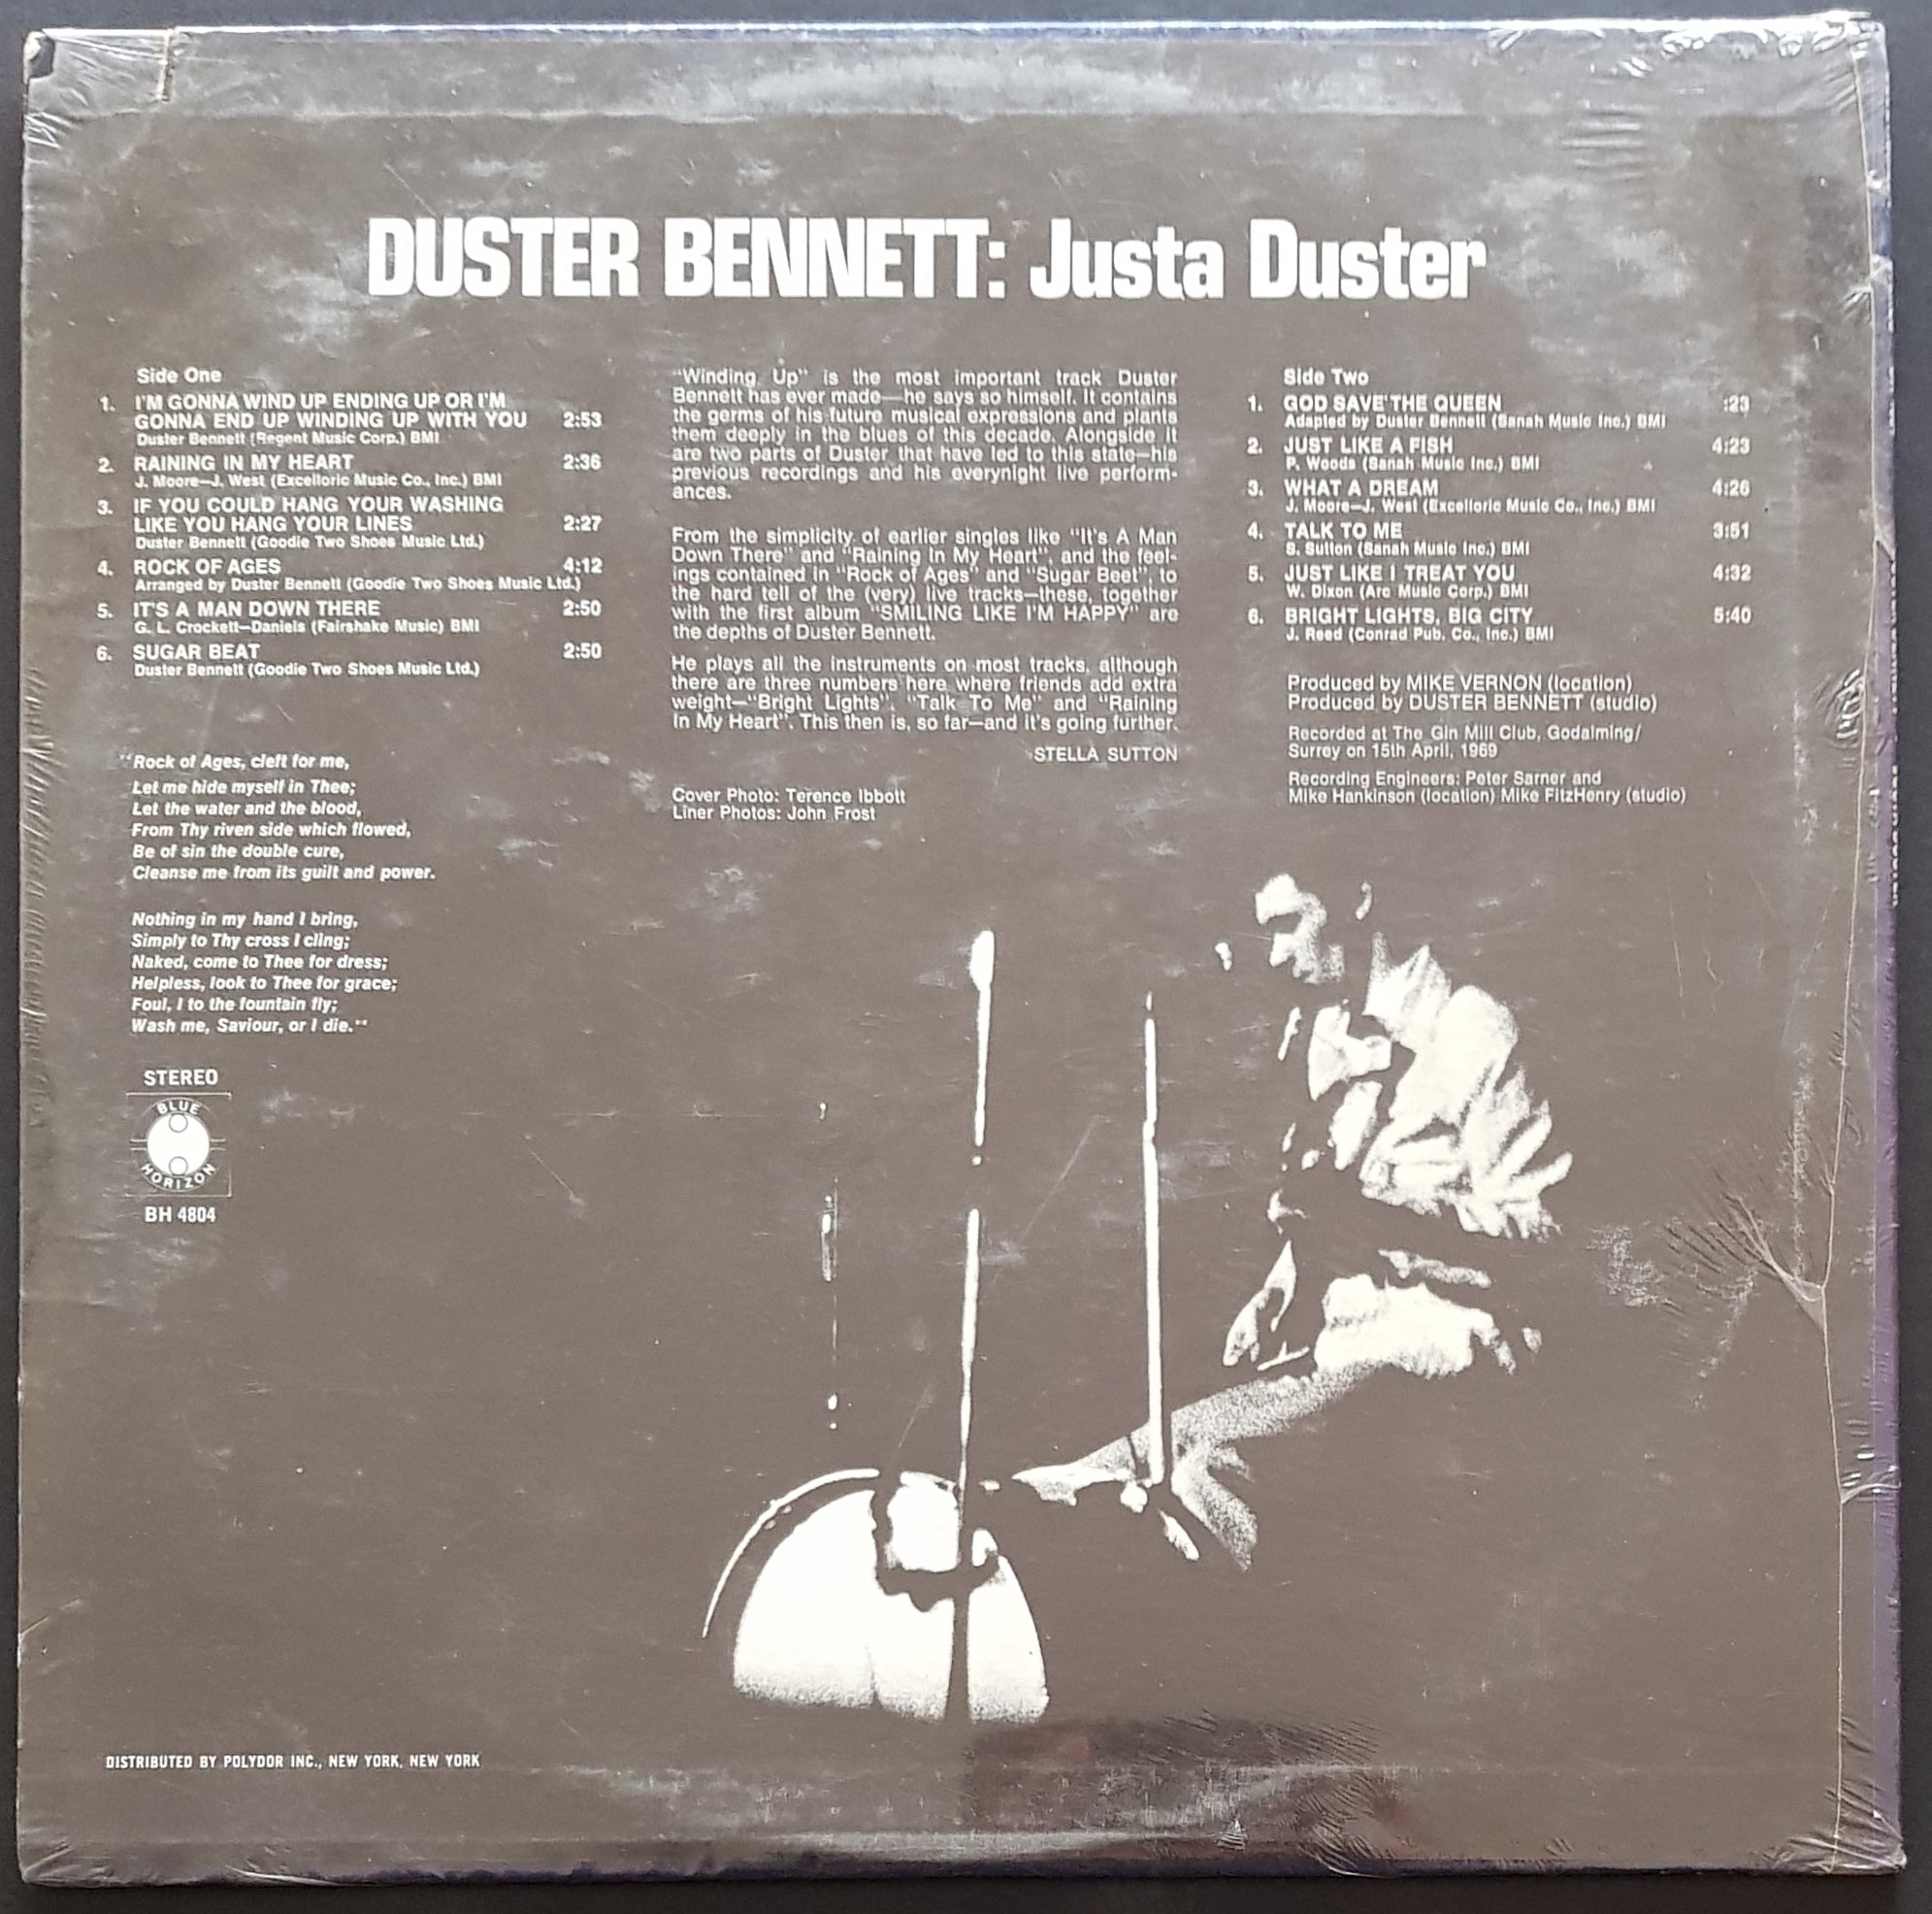 DUSTER BENNETT: Justa Duster
Side One
1. I'M GONNA WIND UP ENDING UP OR I'M
GONNA END UP WINDING UP WITH YOU 2:53
Duster Bennett (Regent Music Corp.) BMI
2. RAINING IN MY HEART 2:36
J. Moore—J. West (Excelloric Music Co., Inc.) BMI
3. IF YOU COULD HANG YOUR WASHING
LIKE YOU HANG YOUR LINES 2:27
Duster Bennett (Goodie Two Shoes Music Ltd.)
4. ROCK OF AGES 4:12
Arranged by Duster Bennett (Goodie Two Shoes Music Ltd.)
5. IT'S A MAN DOWN THERE 2:50
G. L. Crockett—Daniels (Fairshake Music) BMI
6. SUGAR BEAT 2:50
Duster Bennett (Goodie Two Shoes Music Ltd.)
"Rock of Ages, cleft for me,
Let me hide myself in Thee;
Let the water and the blood,
From Thy riven side which flowed,
Be of sin the double cure,
Cleanse me from its guilt and power.
Nothing in my hand I bring,
Simply to Thy cross I cling;
Naked, come to Thee for dress;
Helpless, look to Thee for grace;
Foul, I to the fountain fly;
Wash me, Saviour, or I die."
STEREO
BLUE
HORIZON
BH 4804
"Winding Up" is the most important track Duster
Bennett has ever made—he says so himself. It contains
the germs of his future musical expressions and plants
them deeply in the blues of this decade. Alongside it
are two parts of Duster that have led to this state—his
previous recordings and his everynight live perform-
ances.
From the simplicity of earlier singles like "It's A Man
Down There" and "Raining In My Heart", and the feel-
ings contained in "Rock of Ages" and "Sugar Beet", to
the hard tell of the (very) live tracks—these, together
with the first album "SMILING LIKE I'M HAPPY" are
the depths of Duster Bennett.
He plays all the instruments on most tracks, although
there are three numbers here where friends add extra
weight—"Bright Lights", "Talk To Me" and "Raining
In My Heart". This then is, so far—and it's going further.
STELLA SUTTON
Cover Photo: Terence Ibbott
Liner Photos: John Frost
Side Two
1. GOD SAVE THE QUEEN :23
Adapted by Duster Bennett (Sanah Music Inc.) BMI
2. JUST LIKE A FISH 4:23
P. Woods (Sanah Music Inc.) BMI
3. WHAT A DREAM 4:26
J. Moore—J. West (Excelloric Music Co., Inc.) BMI
4. TALK TO ME 3:51
S. Sutton (Sanah Music Inc.) BMI
5. JUST LIKE I TREAT YOU 4:32
W. Dixon (Arc Music Corp.) BMI
6. BRIGHT LIGHTS, BIG CITY 5:40
J. Reed (Conrad Pub. Co., Inc.) BMI
Produced by MIKE VERNON (location)
Produced by DUSTER BENNETT (studio)
Recorded at The Gin Mill Club, Godalming/
Surrey on 15th April, 1969
Recording Engineers: Peter Sarner and
Mike Hankinson (location) Mike FitzHenry (studio)
DISTRIBUTED BY POLYDOR INC., NEW YORK, NEW YORK